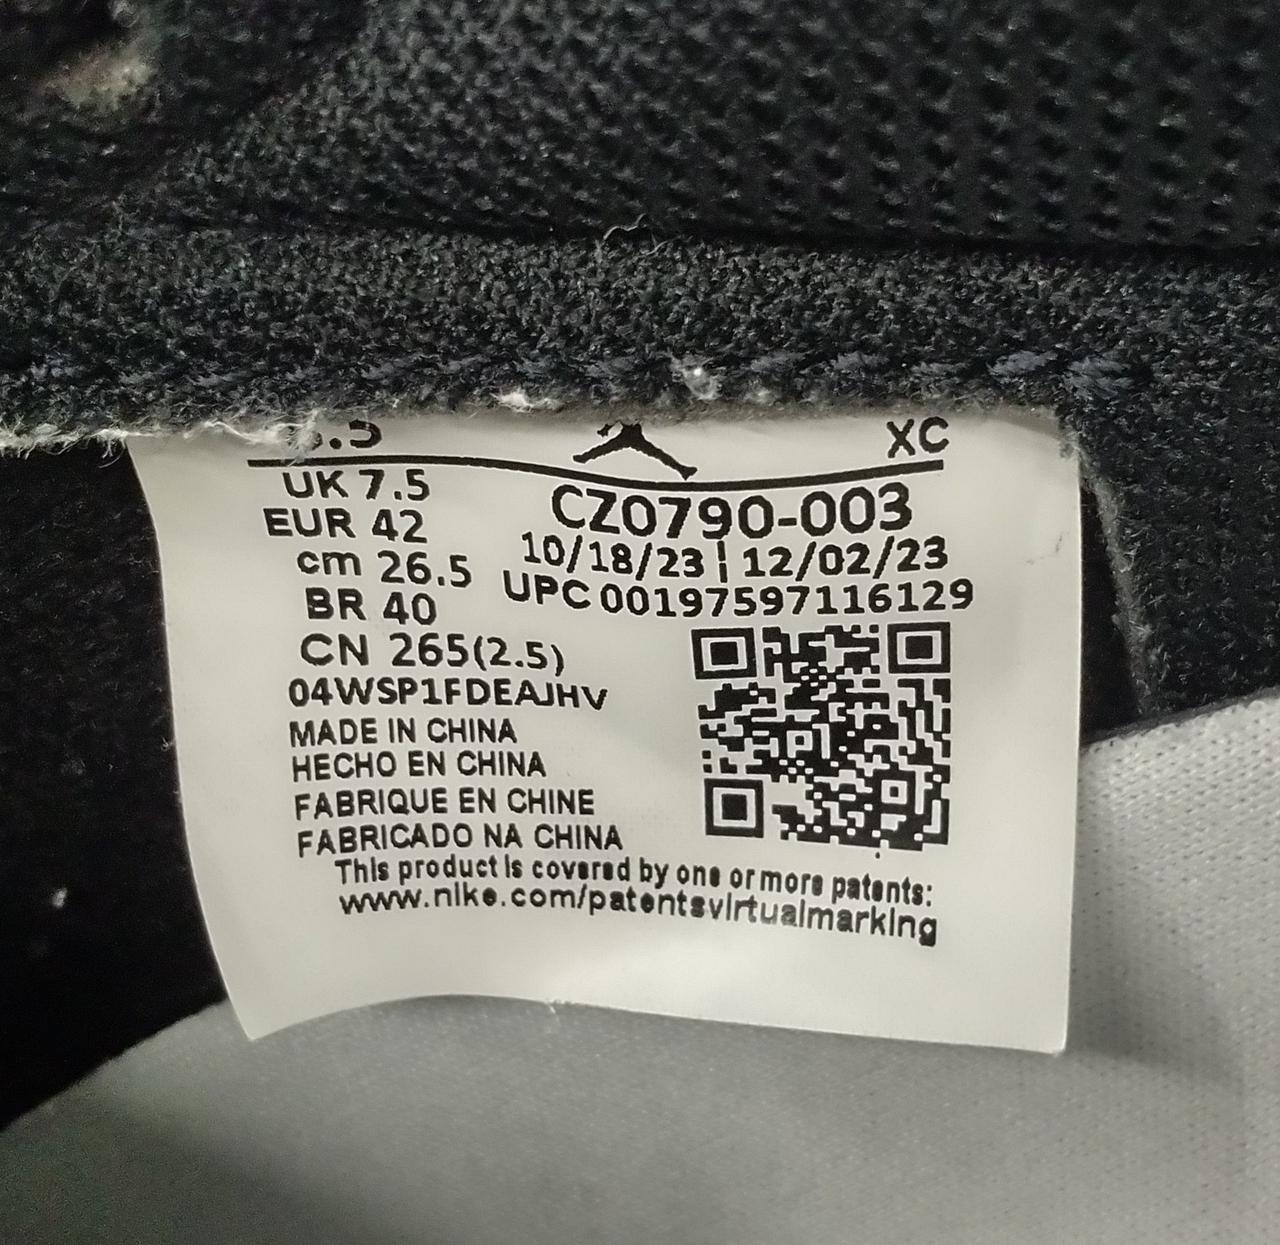 XC
UK 7.5
EUR 42
cm 26.5
BR 40
CN 265(2.5)
CZ0790-003
10/18/23 | 12/02/23
UPC 00197597116129
04WSP1FDEAJHV
MADE IN CHINA
HECHO EN CHINA
FABRIQUE EN CHINE
FABRICADO NA CHINA
This product is covered by one or more patents:
www.nike.com/patentsvirtualmarking